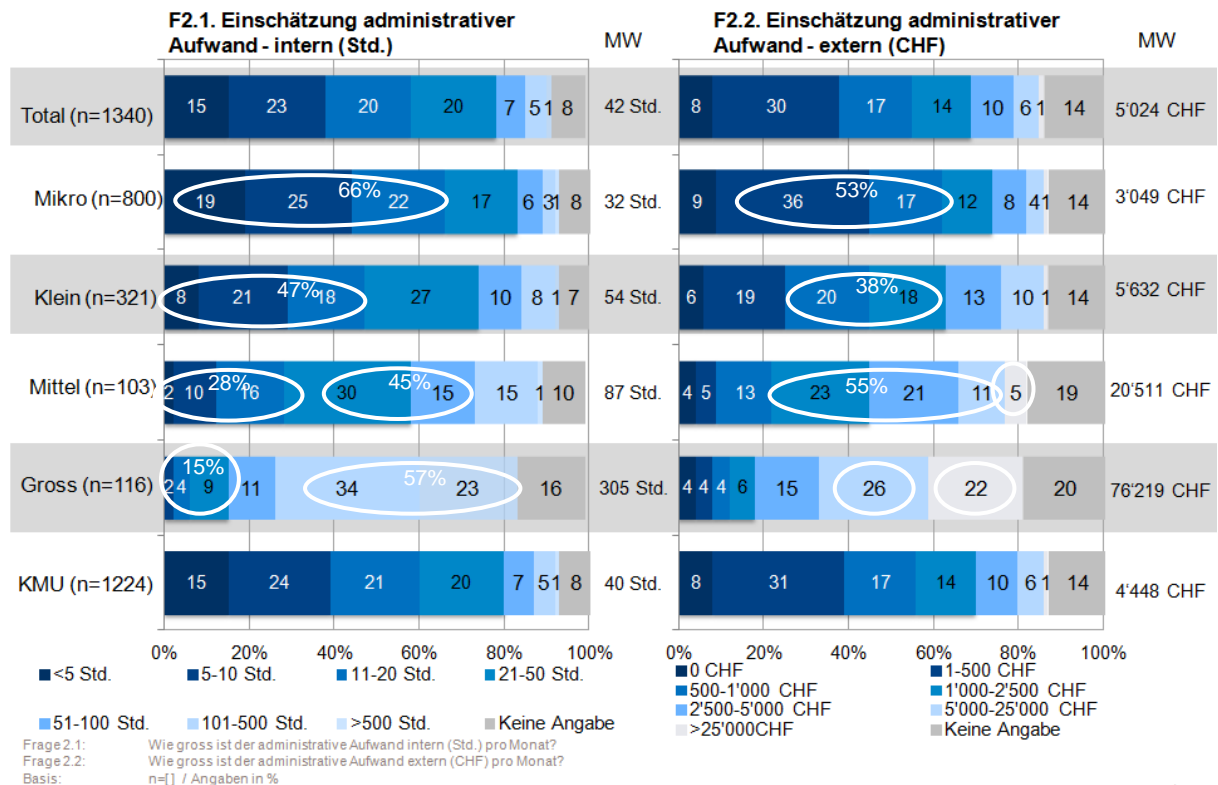 F2.1. Einschätzung administrativer
Aufwand - intern (Std.)
MW
F2.2. Einschätzung administrativer
Aufwand - extern (CHF)
MW
Total (n=1340) 15 23 20 20 7 5 1 8 42 Std. 8 30 17 14 10 6 1 14 5'024 CHF
Mikro (n=800) 19 25 66% 22 17 6 3 1 8 32 Std. 9 36 53% 17 12 8 4 1 14 3'049 CHF
Klein (n=321) 8 21 47% 18 27 10 8 1 7 54 Std. 6 19 20 38% 18 13 10 1 14 5'632 CHF
Mittel (n=103) 2 10 28% 16 30 45% 15 15 1 10 87 Std. 4 5 13 23 55% 21 11 5 19 20'511 CHF
Gross (n=116) 2 4 15% 9 11 34 57% 23 16 305 Std. 4 4 4 6 15 26 22 20 76'219 CHF
KMU (n=1224) 15 24 21 20 7 5 1 8 40 Std. 8 31 17 14 10 6 1 14 4'448 CHF
0% 20% 40% 60% 80% 100%
0% 20% 40% 60% 80% 100%
<5 Std. 5-10 Std. 11-20 Std. 21-50 Std.
51-100 Std. 101-500 Std. >500 Std. Keine Angabe
0 CHF 1-500 CHF
500-1'000 CHF 1'000-2'500 CHF
2'500-5'000 CHF 5'000-25'000 CHF
>25'000CHF Keine Angabe
Frage 2.1: Wie gross ist der administrative Aufwand intern (Std.) pro Monat?
Frage 2.2: Wie gross ist der administrative Aufwand extern (CHF) pro Monat?
Basis: n=[ ] / Angaben in %